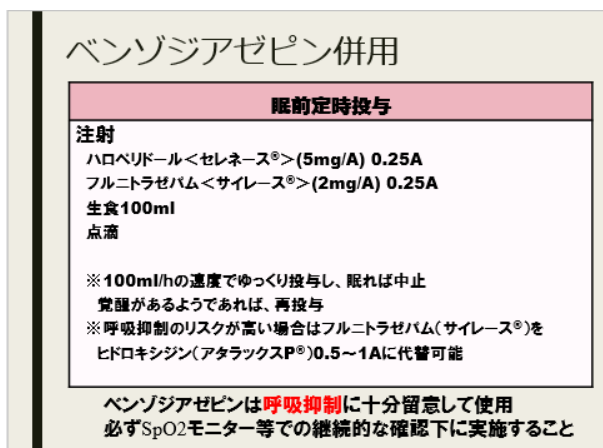 ベンゾジアゼピン併用
眠前定時投与
注射
ハロペリドール＜セレネース®＞(5mg/A) 0.25A
フルニトラゼパム＜サイレース®＞(2mg/A) 0.25A
生食100ml
点滴
※100ml/hの速度でゆっくり投与し、眠れば中止
覚醒があるようであれば、再投与
※呼吸抑制のリスクが高い場合はフルニトラゼパム（サイレース®）を
ヒドロキシジン（アタラックスP®）0.5～1Aに代替可能
ベンゾジアゼピンは呼吸抑制に十分留意して使用
必ずSpO2モニター等での継続的な確認下に実施すること